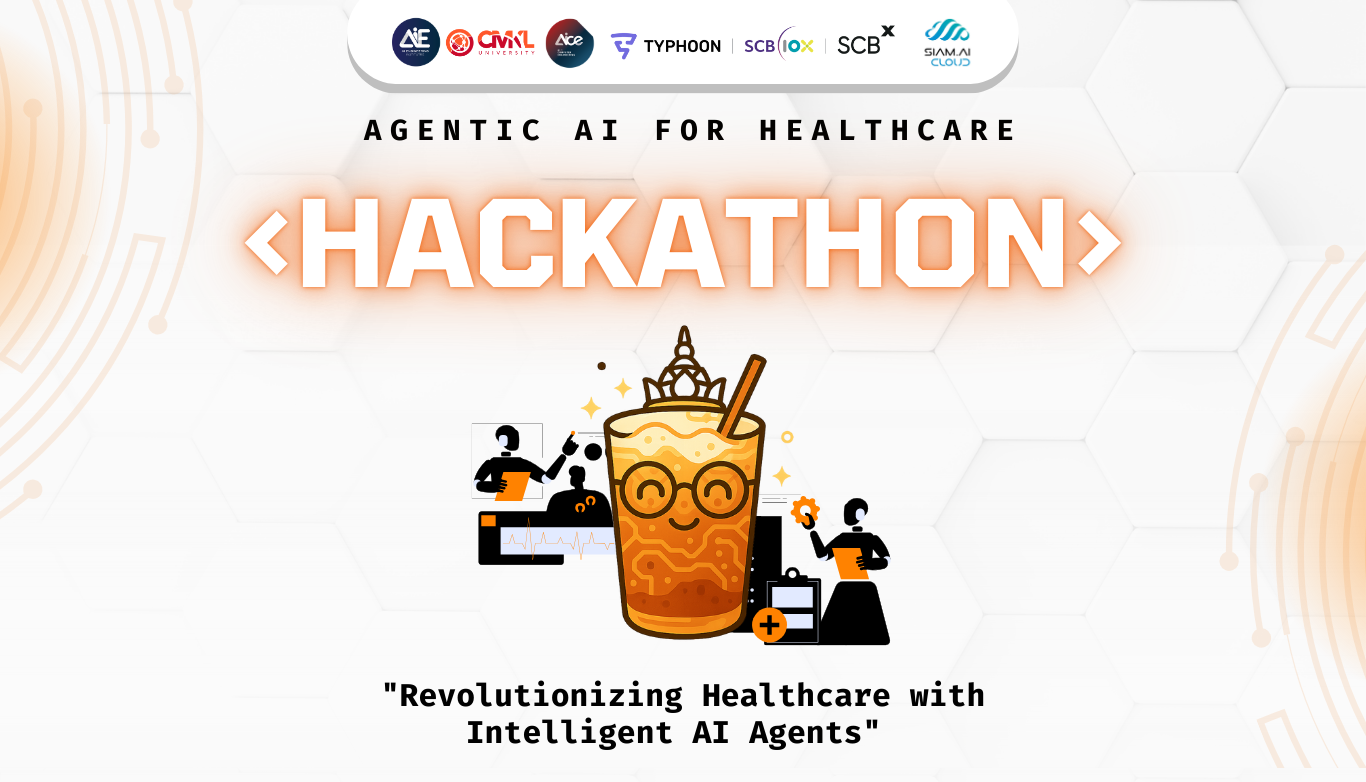 AiE
CMKL
UNIVERSITY
AiCE
TYPHOON
SCB 10X
SCB X
SIAM.AI
CLOUD
AGENTIC AI FOR HEALTHCARE
<HACKATHON>
"Revolutionizing Healthcare with
Intelligent AI Agents"